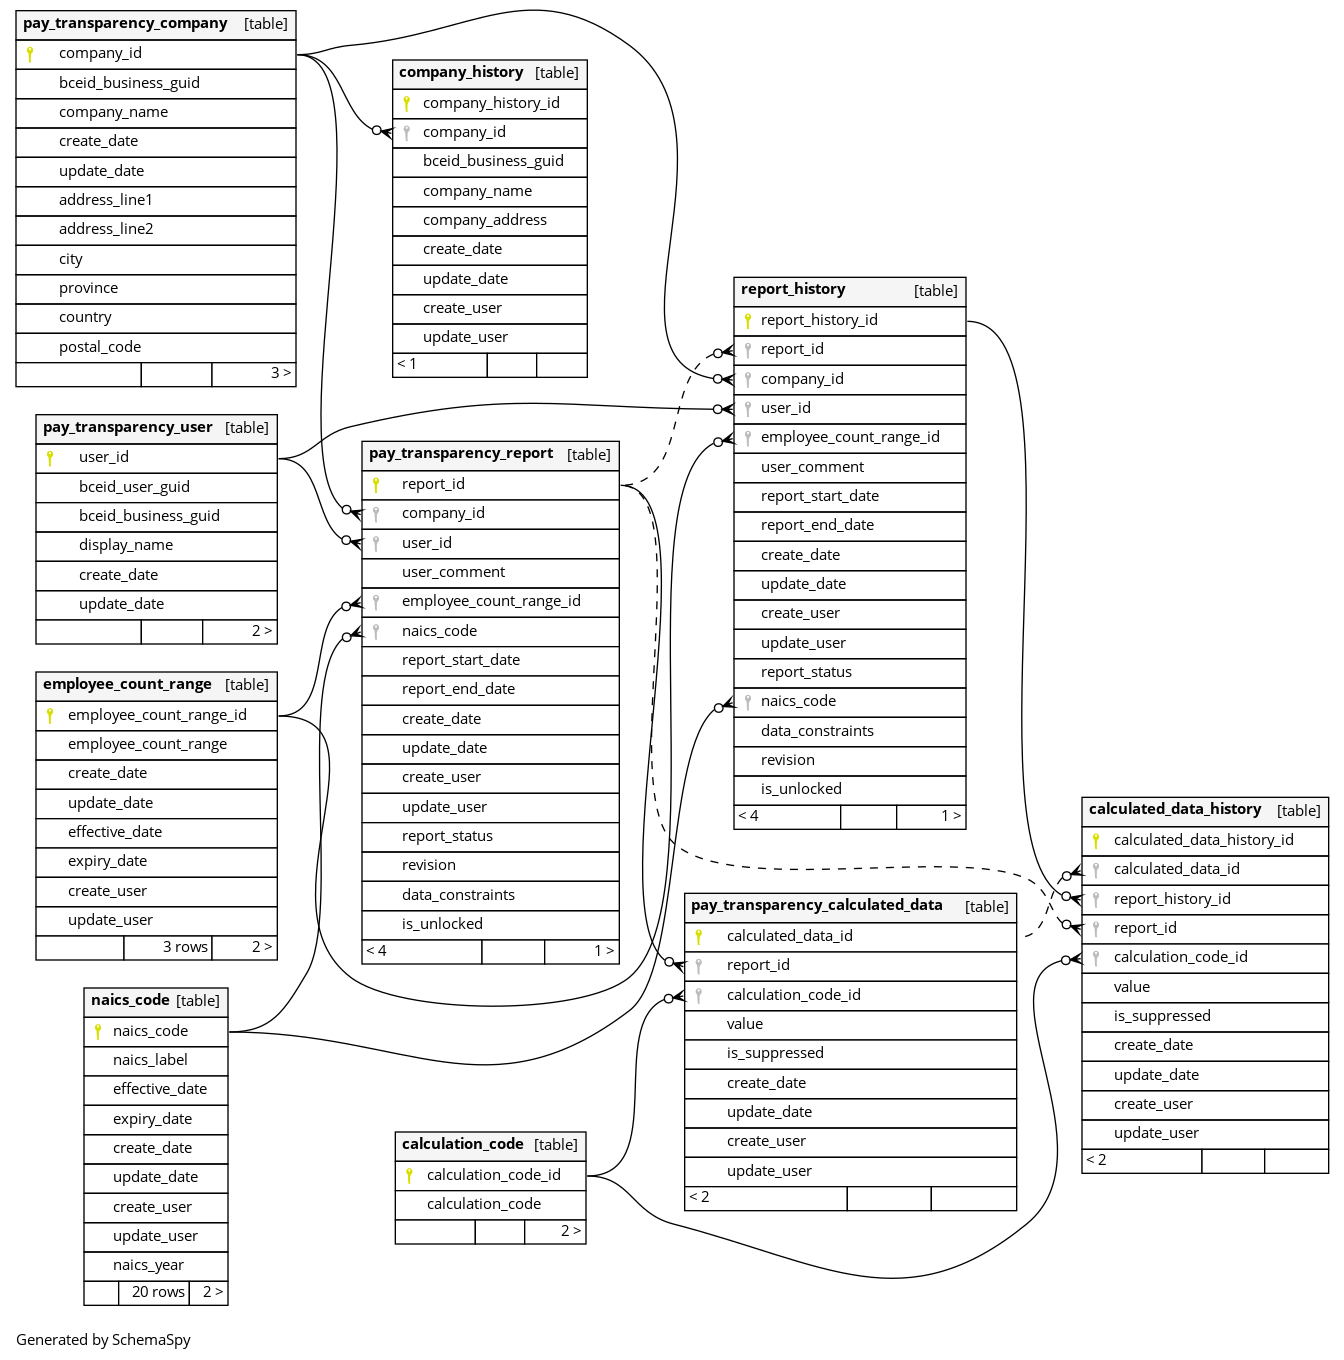 pay_transparency_company [table]
company_id
bceid_business_guid
company_name
create_date
update_date
address_line1
address_line2
city
province
country
postal_code
3 >
company_history [table]
company_history_id
company_id
bceid_business_guid
company_name
company_address
create_date
update_date
create_user
update_user
< 1
report_history [table]
report_history_id
report_id
company_id
user_id
employee_count_range_id
user_comment
report_start_date
report_end_date
create_date
update_date
create_user
update_user
report_status
naics_code
data_constraints
revision
is_unlocked
< 4 1 >
pay_transparency_user [table]
user_id
bceid_user_guid
bceid_business_guid
display_name
create_date
update_date
2 >
pay_transparency_report [table]
report_id
company_id
user_id
user_comment
employee_count_range_id
naics_code
report_start_date
report_end_date
create_date
update_date
create_user
update_user
report_status
revision
data_constraints
is_unlocked
< 4 1 >
employee_count_range [table]
employee_count_range_id
employee_count_range
create_date
update_date
effective_date
expiry_date
create_user
update_user
3 rows 2 >
calculated_data_history [table]
calculated_data_history_id
calculated_data_id
report_history_id
report_id
calculation_code_id
value
is_suppressed
create_date
update_date
create_user
update_user
< 2
pay_transparency_calculated_data [table]
calculated_data_id
report_id
calculation_code_id
value
is_suppressed
create_date
update_date
create_user
update_user
< 2
naics_code [table]
naics_code
naics_label
effective_date
expiry_date
create_date
update_date
create_user
update_user
naics_year
20 rows 2 >
calculation_code [table]
calculation_code_id
calculation_code
2 >
Generated by SchemaSpy